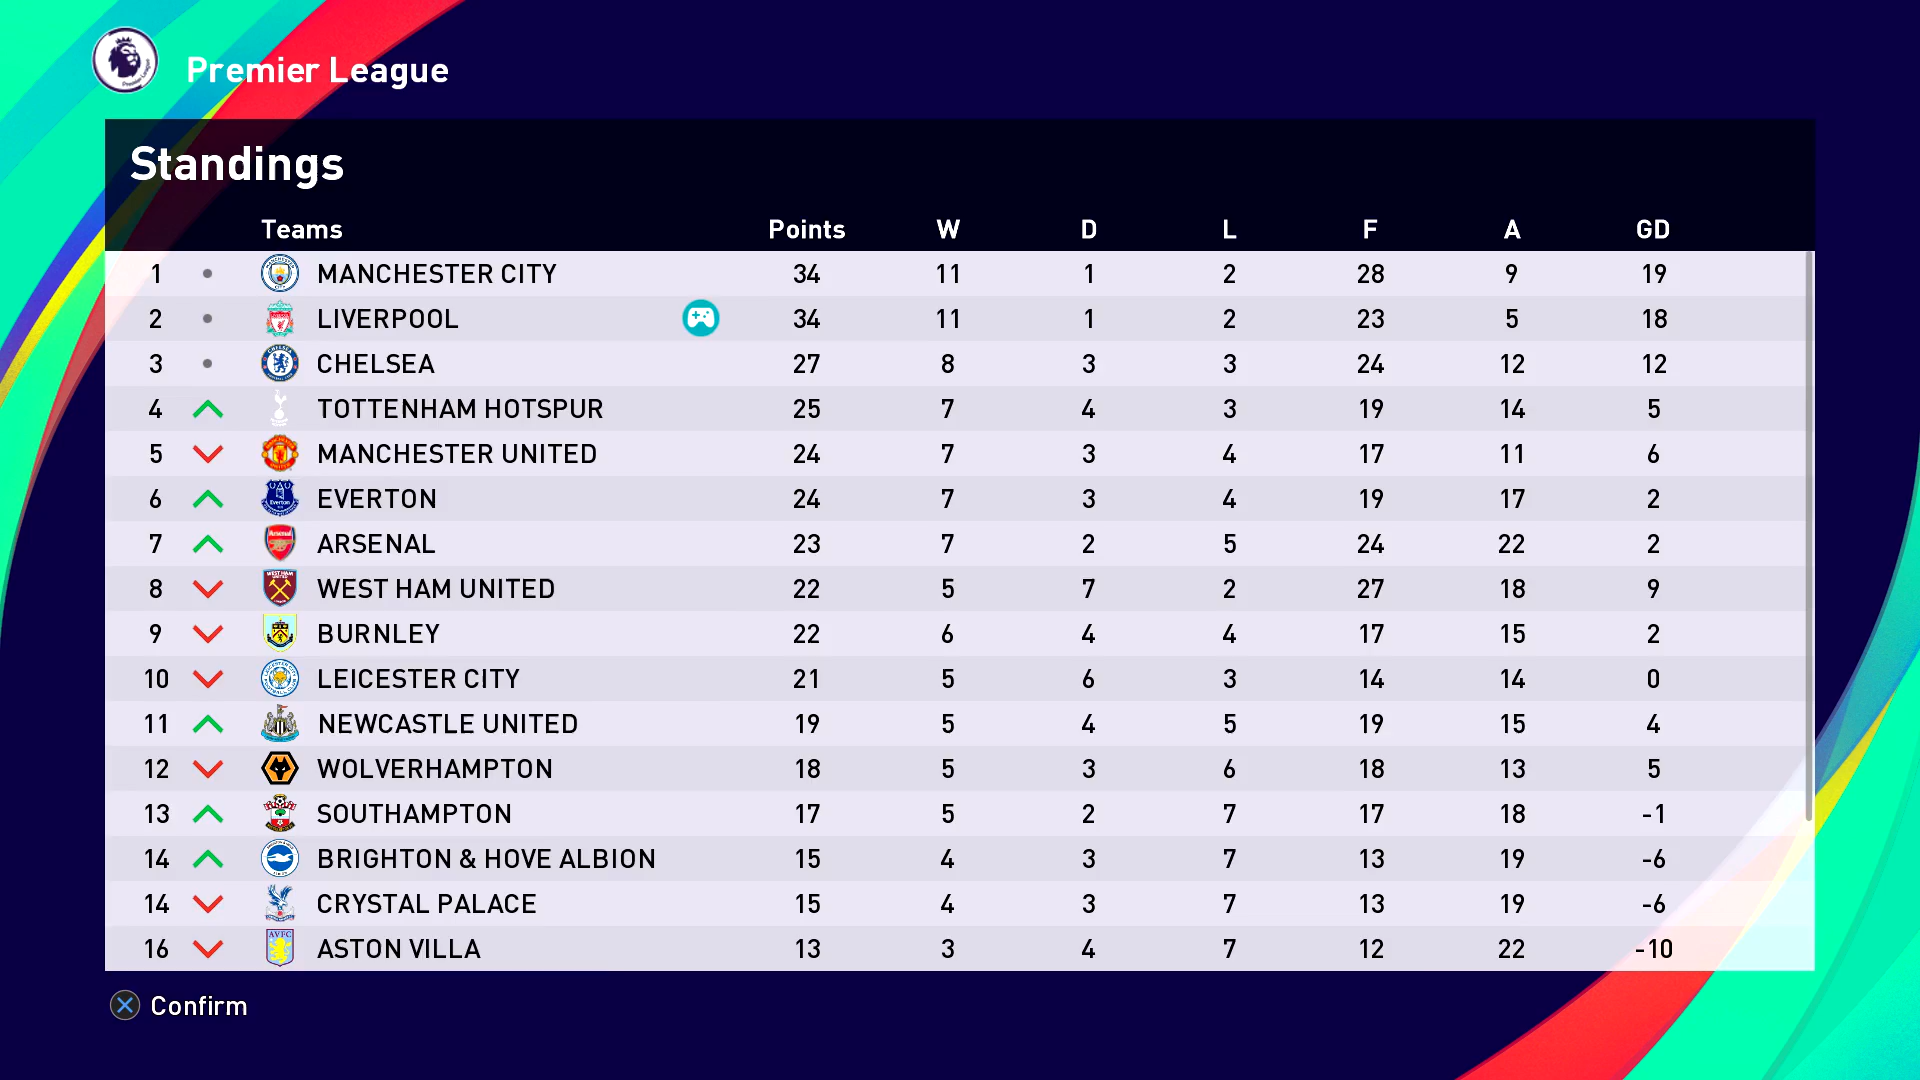 Premier League
Standings
Teams Points W D L F A GD
1 MANCHESTER CITY 34 11 1 2 28 9 19
2 LIVERPOOL 34 11 1 2 23 5 18
3 CHELSEA 27 8 3 3 24 12 12
4 TOTTENHAM HOTSPUR 25 7 4 3 19 14 5
5 MANCHESTER UNITED 24 7 3 4 17 11 6
6 EVERTON 24 7 3 4 19 17 2
7 ARSENAL 23 7 2 5 24 22 2
8 WEST HAM UNITED 22 5 7 2 27 18 9
9 BURNLEY 22 6 4 4 17 15 2
10 LEICESTER CITY 21 5 6 3 14 14 0
11 NEWCASTLE UNITED 19 5 4 5 19 15 4
12 WOLVERHAMPTON 18 5 3 6 18 13 5
13 SOUTHAMPTON 17 5 2 7 17 18 -1
14 BRIGHTON & HOVE ALBION 15 4 3 7 13 19 -6
14 CRYSTAL PALACE 15 4 3 7 13 19 -6
16 ASTON VILLA 13 3 4 7 12 22 -10
Confirm